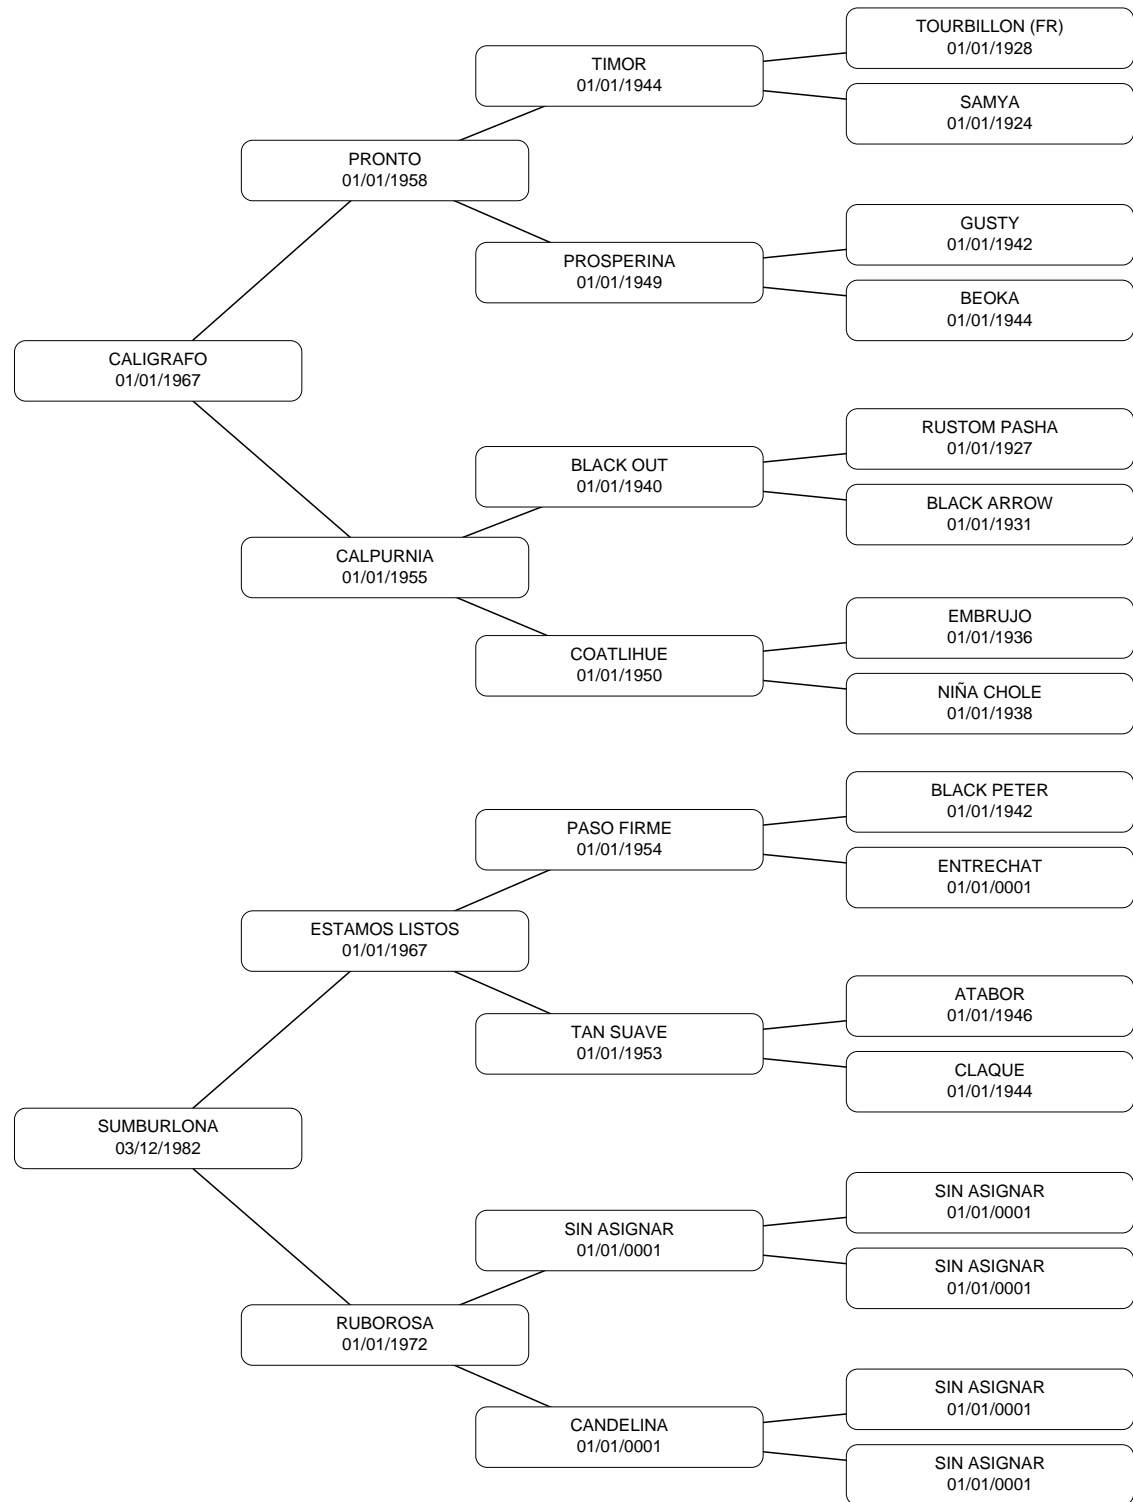 TOURBILLON (FR)
01/01/1928
TIMOR
01/01/1944
SAMYA
01/01/1924
PRONTO
01/01/1958
GUSTY
01/01/1942
PROSPERINA
01/01/1949
BEOKA
01/01/1944
CALIGRAFO
01/01/1967
RUSTOM PASHA
01/01/1927
BLACK OUT
01/01/1940
BLACK ARROW
01/01/1931
CALPURNIA
01/01/1955
EMBRUJO
01/01/1936
COATLIHUE
01/01/1950
NIÑA CHOLE
01/01/1938
BLACK PETER
01/01/1942
PASO FIRME
01/01/1954
ENTRECHAT
01/01/0001
ESTAMOS LISTOS
01/01/1967
ATABOR
01/01/1946
TAN SUAVE
01/01/1953
CLAQUE
01/01/1944
SUMBURLONA
03/12/1982
SIN ASIGNAR
01/01/0001
SIN ASIGNAR
01/01/0001
SIN ASIGNAR
01/01/0001
RUBOROSA
01/01/1972
SIN ASIGNAR
01/01/0001
CANDELINA
01/01/0001
SIN ASIGNAR
01/01/0001